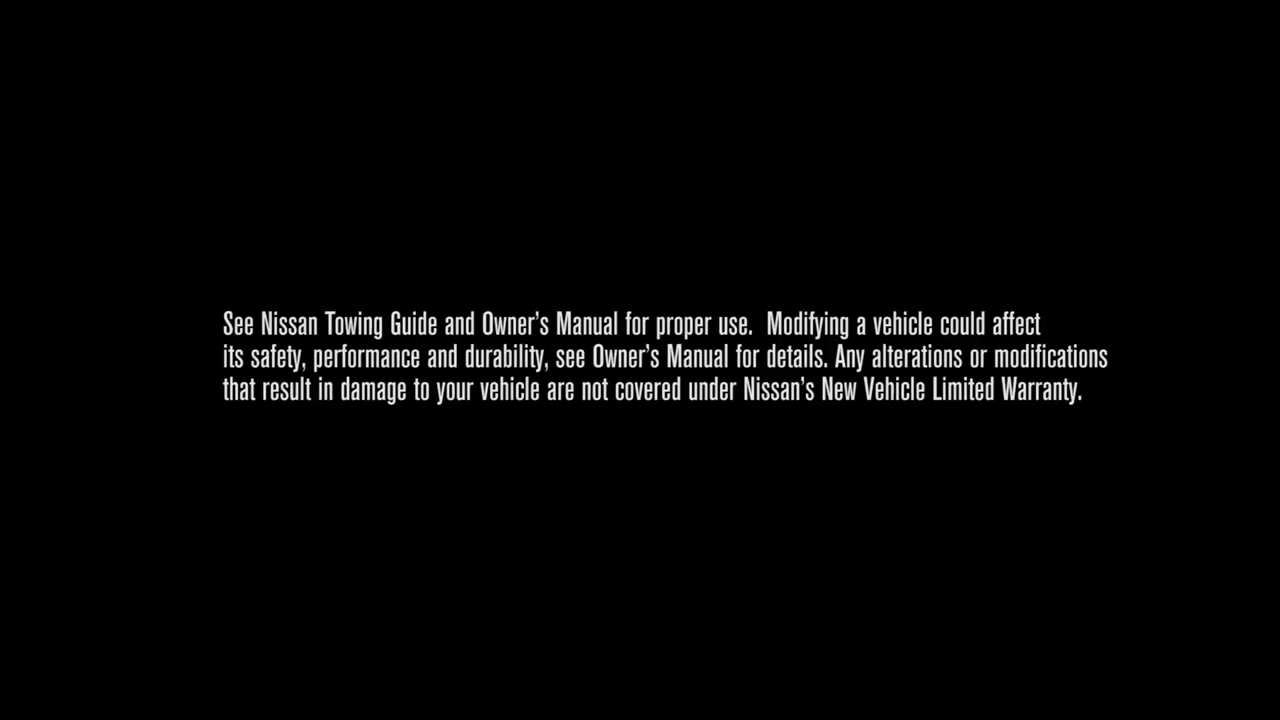 See Nissan Towing Guide and Owner’s Manual for proper use.  Modifying a vehicle could affect
its safety, performance and durability, see Owner’s Manual for details. Any alterations or modifications
that result in damage to your vehicle are not covered under Nissan’s New Vehicle Limited Warranty.